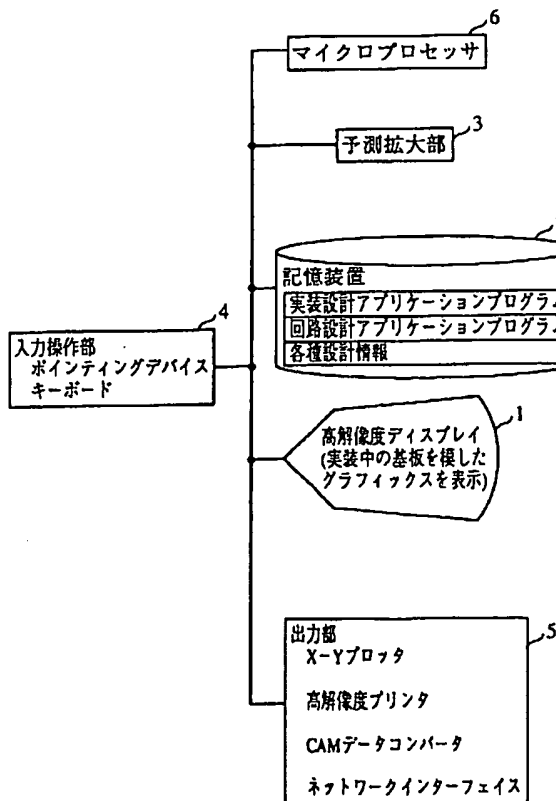 6
マイクロプロセッサ
3
予測拡大部
記憶装置
実装設計アプリケーションプログラム
回路設計アプリケーションプログラム
各種設計情報
4
入力操作部
ポインティングデバイス
キーボード
1
高解像度ディスプレイ
(実装中の基板を模した
グラフィックスを表示)
5
出力部
X-Yプロッタ
高解像度プリンタ
CAMデータコンバータ
ネットワークインターフェイス